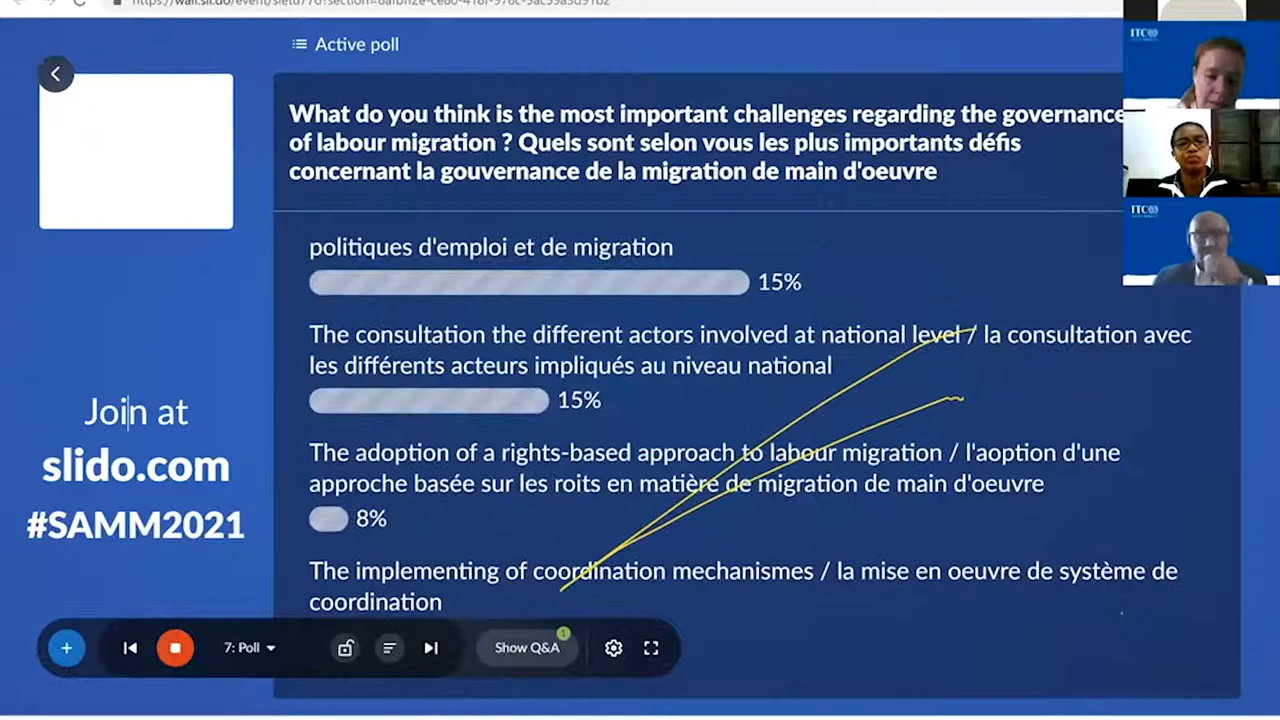 Active poll
What do you think is the most important challenges regarding the governance
of labour migration ? Quels sont selon vous les plus importants défis
concernant la gouvernance de la migration de main d'oeuvre
politiques d'emploi et de migration
15%
The consultation the different actors involved at national level / la consultation avec
les différents acteurs impliqués au niveau national
15%
The adoption of a rights-based approach to labour migration / l'aoption d'une
approche basée sur les roits en matière de migration de main d'oeuvre
8%
The implementing of coordination mechanismes / la mise en oeuvre de système de
coordination
Join at
slido.com
#SAMM2021
7: Poll
Show Q&A
1
ITC
ITC